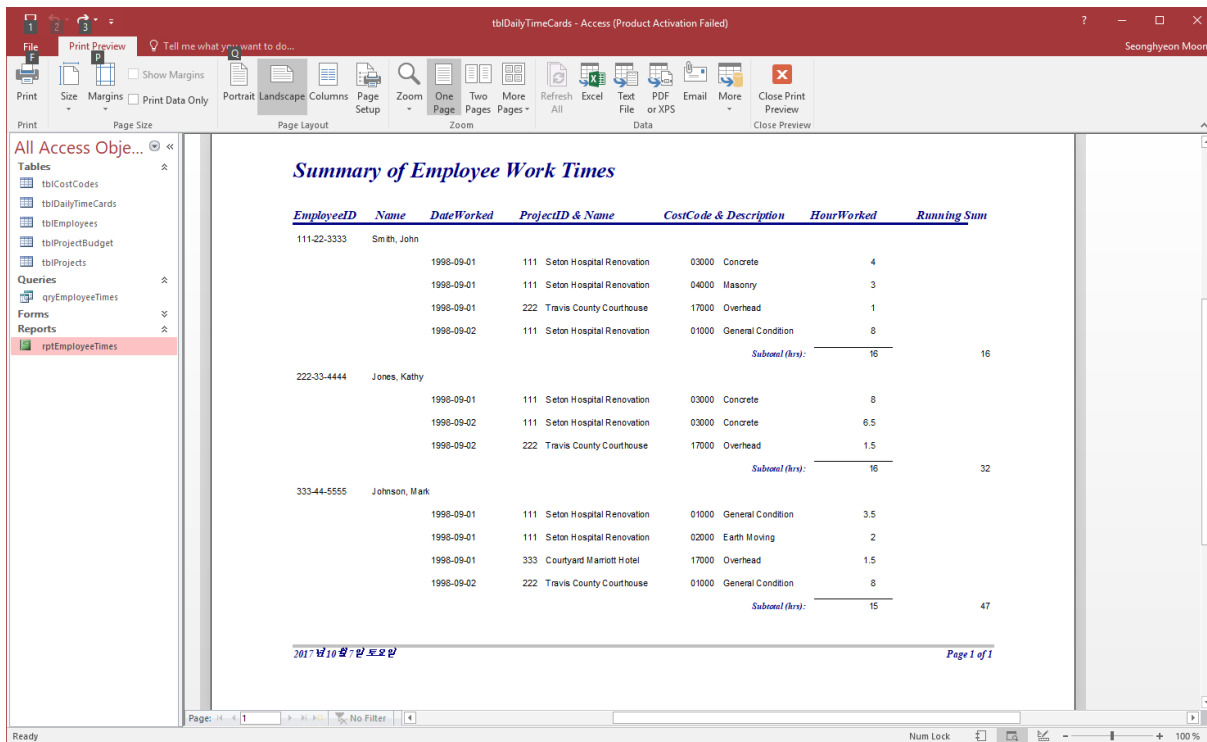 tblDailyTimeCards - Access (Product Activation Failed)
?
1 2 3
File Print Preview Tell me what you want to do... Seonghyeon Moon
F P Q
Show Margins
Print Data Only
Print Size Margins Portrait Landscape Columns Page Setup Zoom One Page Two Pages More Pages Refresh All Excel Text File PDF or XPS Email More Close Print Preview
Print Page Size Page Layout Zoom Data Close Preview
All Access Obje...
Tables
tblCostCodes
tblDailyTimeCards
tblEmployees
tblProjectBudget
tblProjects
Queries
qryEmployeeTimes
Forms
Reports
rptEmployeeTimes
Summary of Employee Work Times
EmployeeID Name DateWorked ProjectID & Name CostCode & Description HourWorked Running Sum
111-22-3333 Smith, John
1998-09-01 111 Seton Hospital Renovation 03000 Concrete 4
1998-09-01 111 Seton Hospital Renovation 04000 Masonry 3
1998-09-01 222 Travis County Courthouse 17000 Overhead 1
1998-09-02 111 Seton Hospital Renovation 01000 General Condition 8
Subtotal (hrs): 16 16
222-33-4444 Jones, Kathy
1998-09-01 111 Seton Hospital Renovation 03000 Concrete 8
1998-09-02 111 Seton Hospital Renovation 03000 Concrete 6.5
1998-09-02 222 Travis County Courthouse 17000 Overhead 1.5
Subtotal (hrs): 16 32
333-44-5555 Johnson, Mark
1998-09-01 111 Seton Hospital Renovation 01000 General Condition 3.5
1998-09-01 111 Seton Hospital Renovation 02000 Earth Moving 2
1998-09-01 333 Courtyard Marriott Hotel 17000 Overhead 1.5
1998-09-02 222 Travis County Courthouse 01000 General Condition 8
Subtotal (hrs): 15 47
2017년 10월 7일 토요일 Page 1 of 1
Page: 1 No Filter
Ready Num Lock 100 %